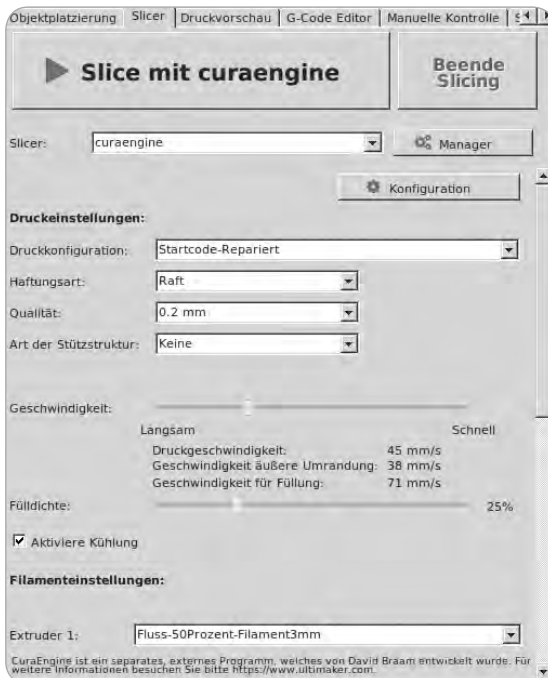 Objektplatzierung Slicer Druckvorschau G-Code Editor Manuelle Kontrolle
Slice mit curaengine
Beende
Slicing
Slicer: curaengine Manager
Konfiguration
Druckeinstellungen:
Druckkonfiguration: Startcode-Repariert
Haftungsart: Raft
Qualität: 0.2 mm
Art der Stützstruktur: Keine
Geschwindigkeit:
Langsam Schnell
Druckgeschwindigkeit: 45 mm/s
Geschwindigkeit äußere Umrandung: 38 mm/s
Geschwindigkeit für Füllung: 71 mm/s
Fülldichte: 25%
Aktiviere Kühlung
Filamenteinstellungen:
Extruder 1: Fluss-50Prozent-Filament3mm
CuraEngine ist ein separates, externes Programm, welches von David Braam entwickelt wurde. Für
weitere Informationen besuchen Sie bitte https://www.ultimaker.com